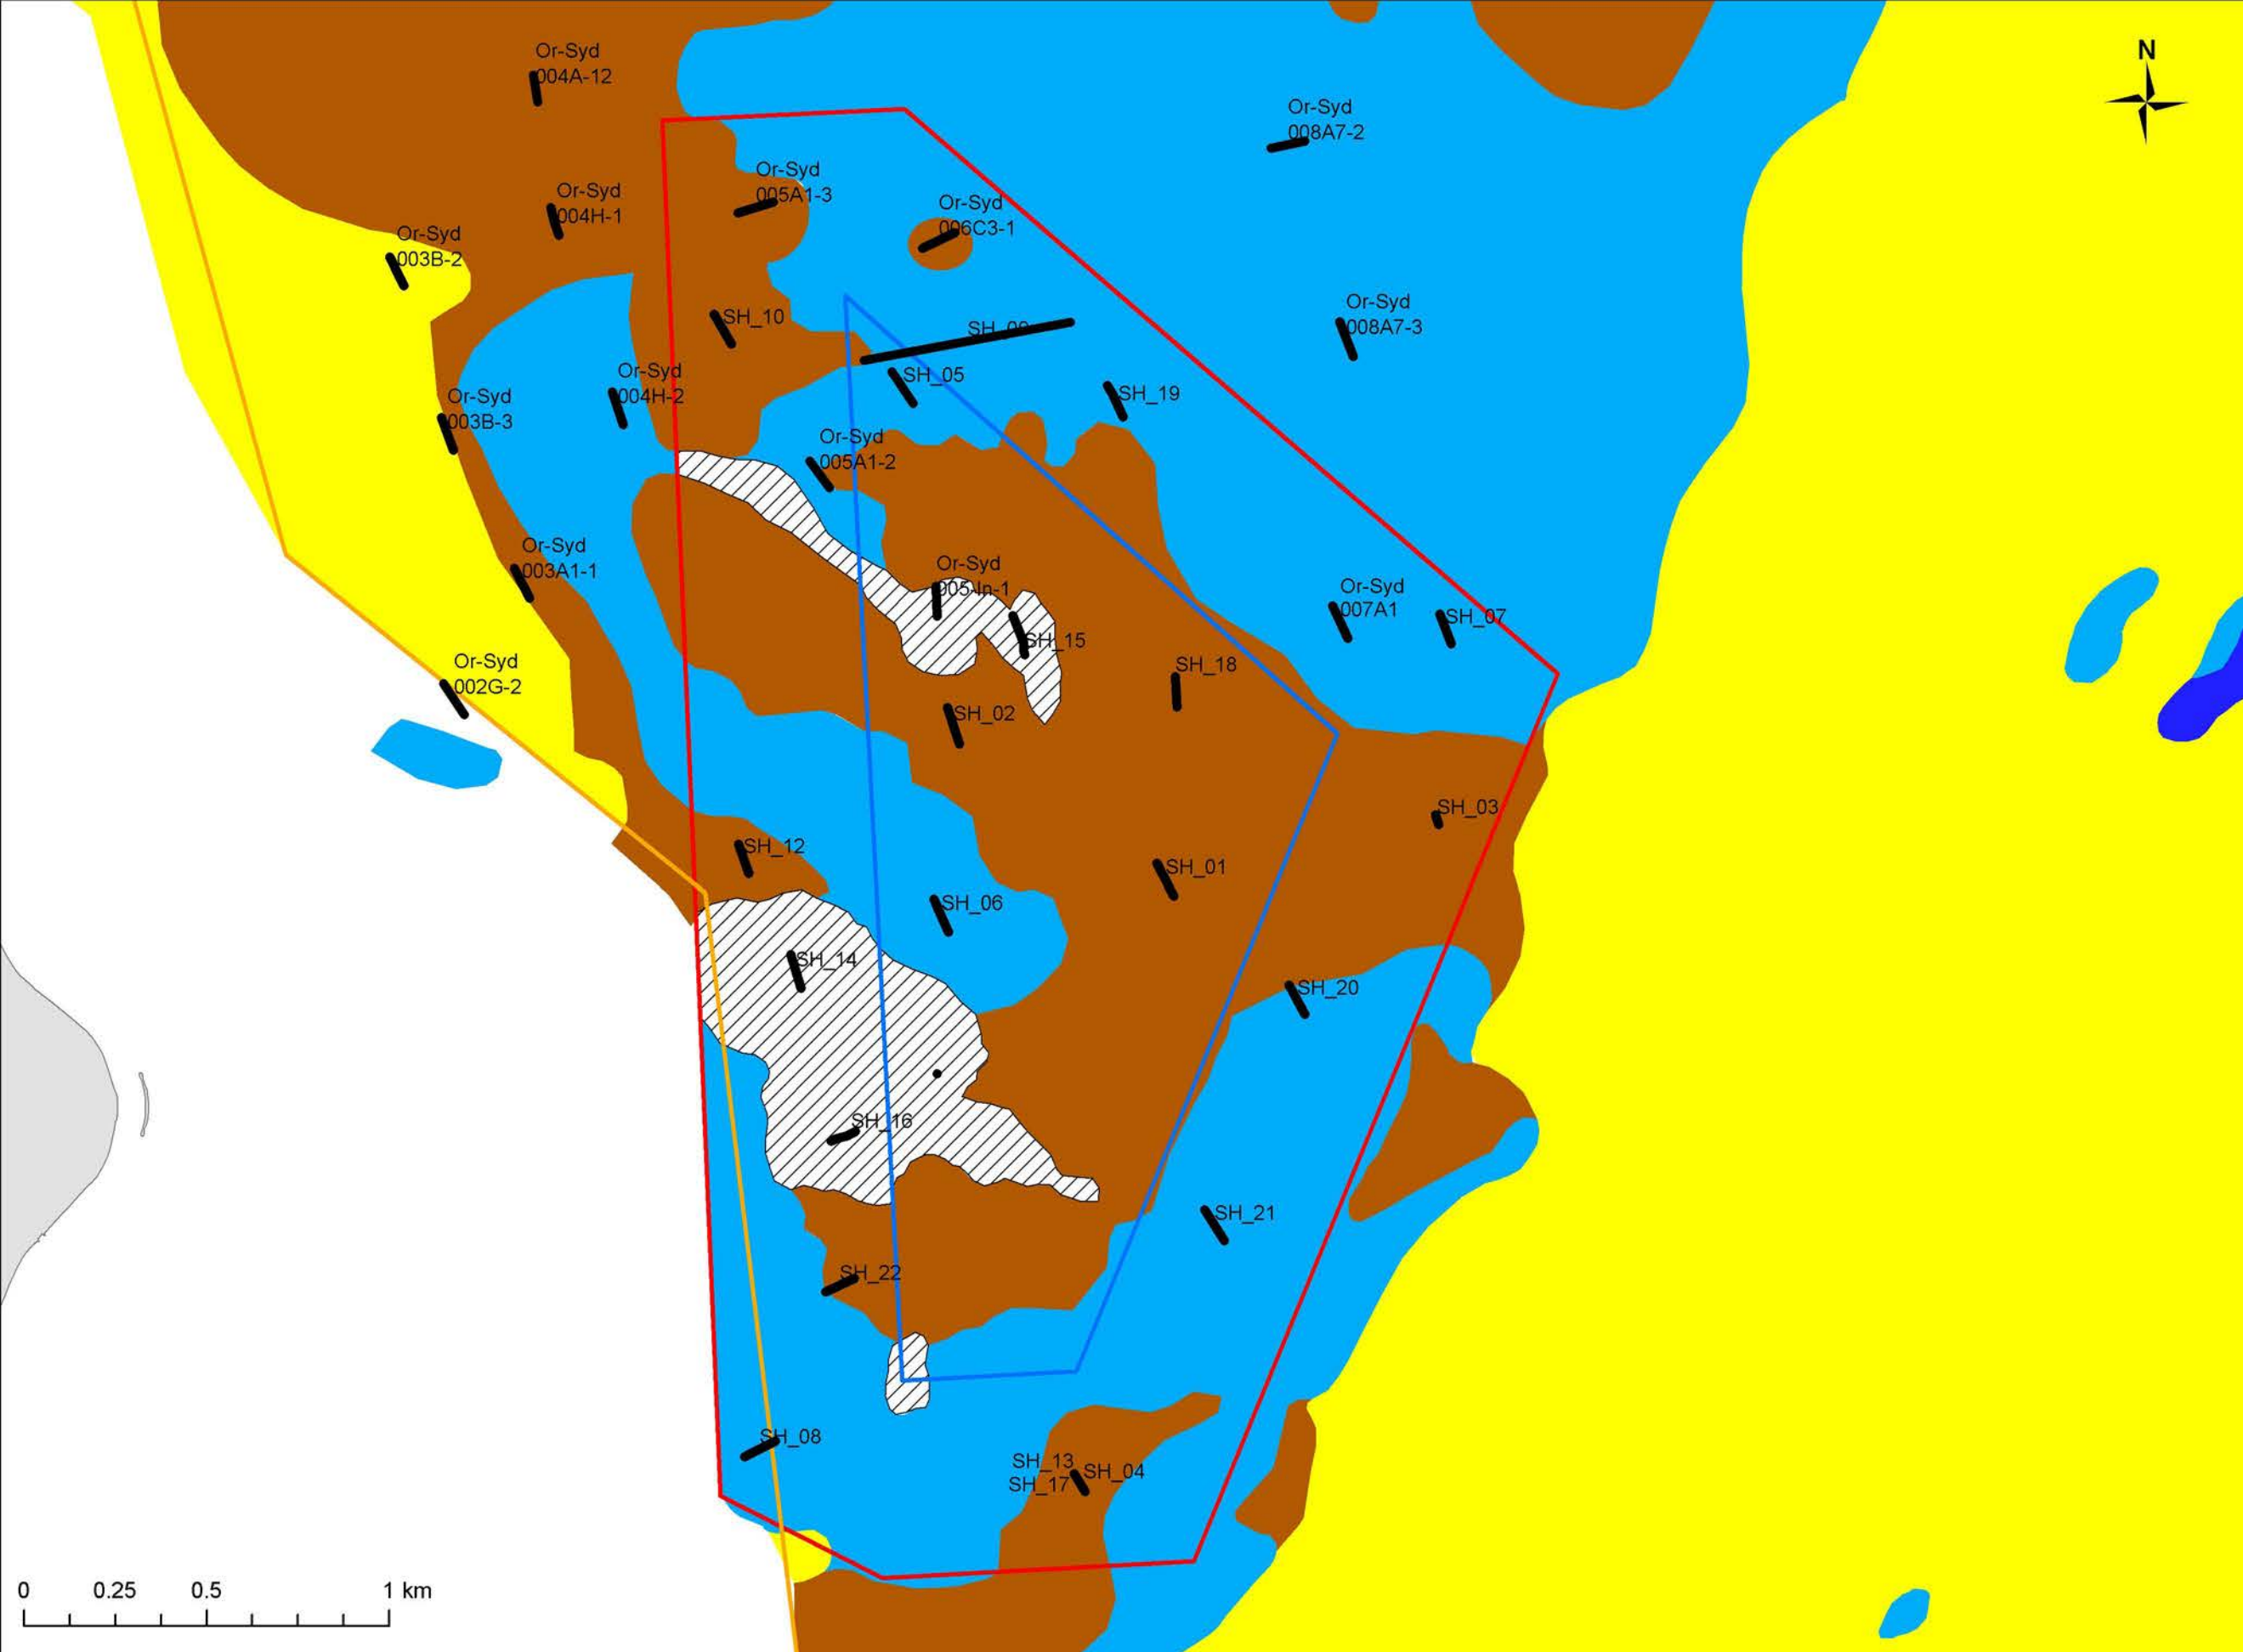 N
Or-Syd
004A-12
Or-Syd
008A7-2
Or-Syd
005A1-3
Or-Syd
004H-1
Or-Syd
006C3-1
Or-Syd
003B-2
Or-Syd
008A7-3
SH_10
SH_09
SH_05
Or-Syd
004H-2
SH_19
Or-Syd
003B-3
Or-Syd
005A1-2
Or-Syd
003A1-1
Or-Syd
005-In-1
Or-Syd
007A1
SH_07
SH_15
Or-Syd
002G-2
SH_18
SH_02
SH_03
SH_12
SH_01
SH_06
SH_14
SH_20
SH_16
SH_21
SH_22
SH_08
SH_13
SH_17
SH_04
0 0.25 0.5 1 km